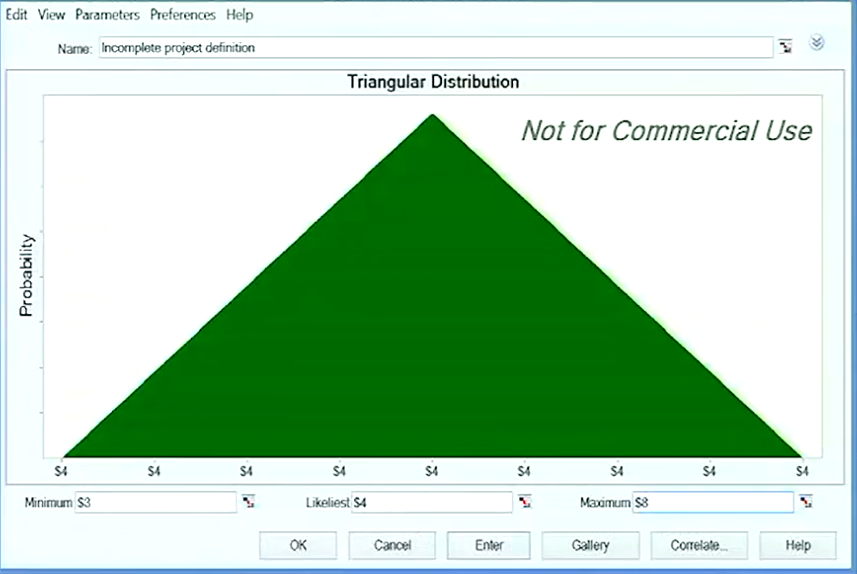 Edit View Parameters Preferences Help
Name: Incomplete project definition
Triangular Distribution
Not for Commercial Use
Probability
$4 $4 $4 $4 $4 $4 $4 $4 $4
Minimum $3 Likeliest $4 Maximum $8
OK Cancel Enter Gallery Correlate... Help